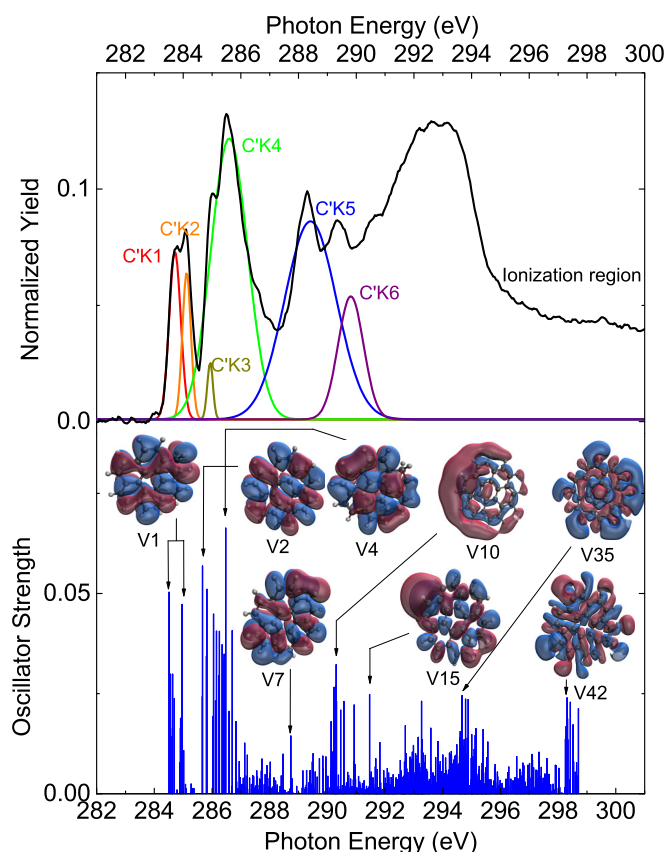 Photon Energy (eV)
282 284 286 288 290 292 294 296 298 300
Normalized Yield
0.1
0.0
C'K1
C'K2
C'K3
C'K4
C'K5
C'K6
Ionization region
Oscillator Strength
0.05
0.00
V1
V2
V4
V10
V35
V7
V15
V42
282 284 286 288 290 292 294 296 298 300
Photon Energy (eV)